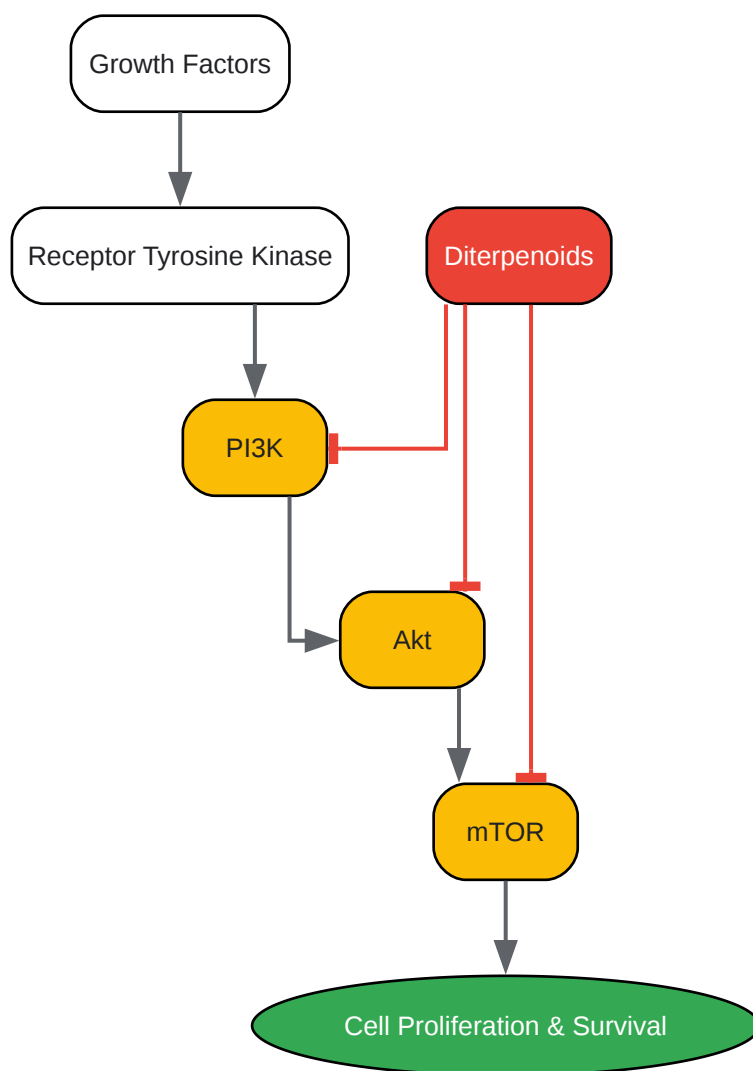 Growth Factors
Receptor Tyrosine Kinase
Diterpenoids
PI3K
Akt
mTOR
Cell Proliferation & Survival